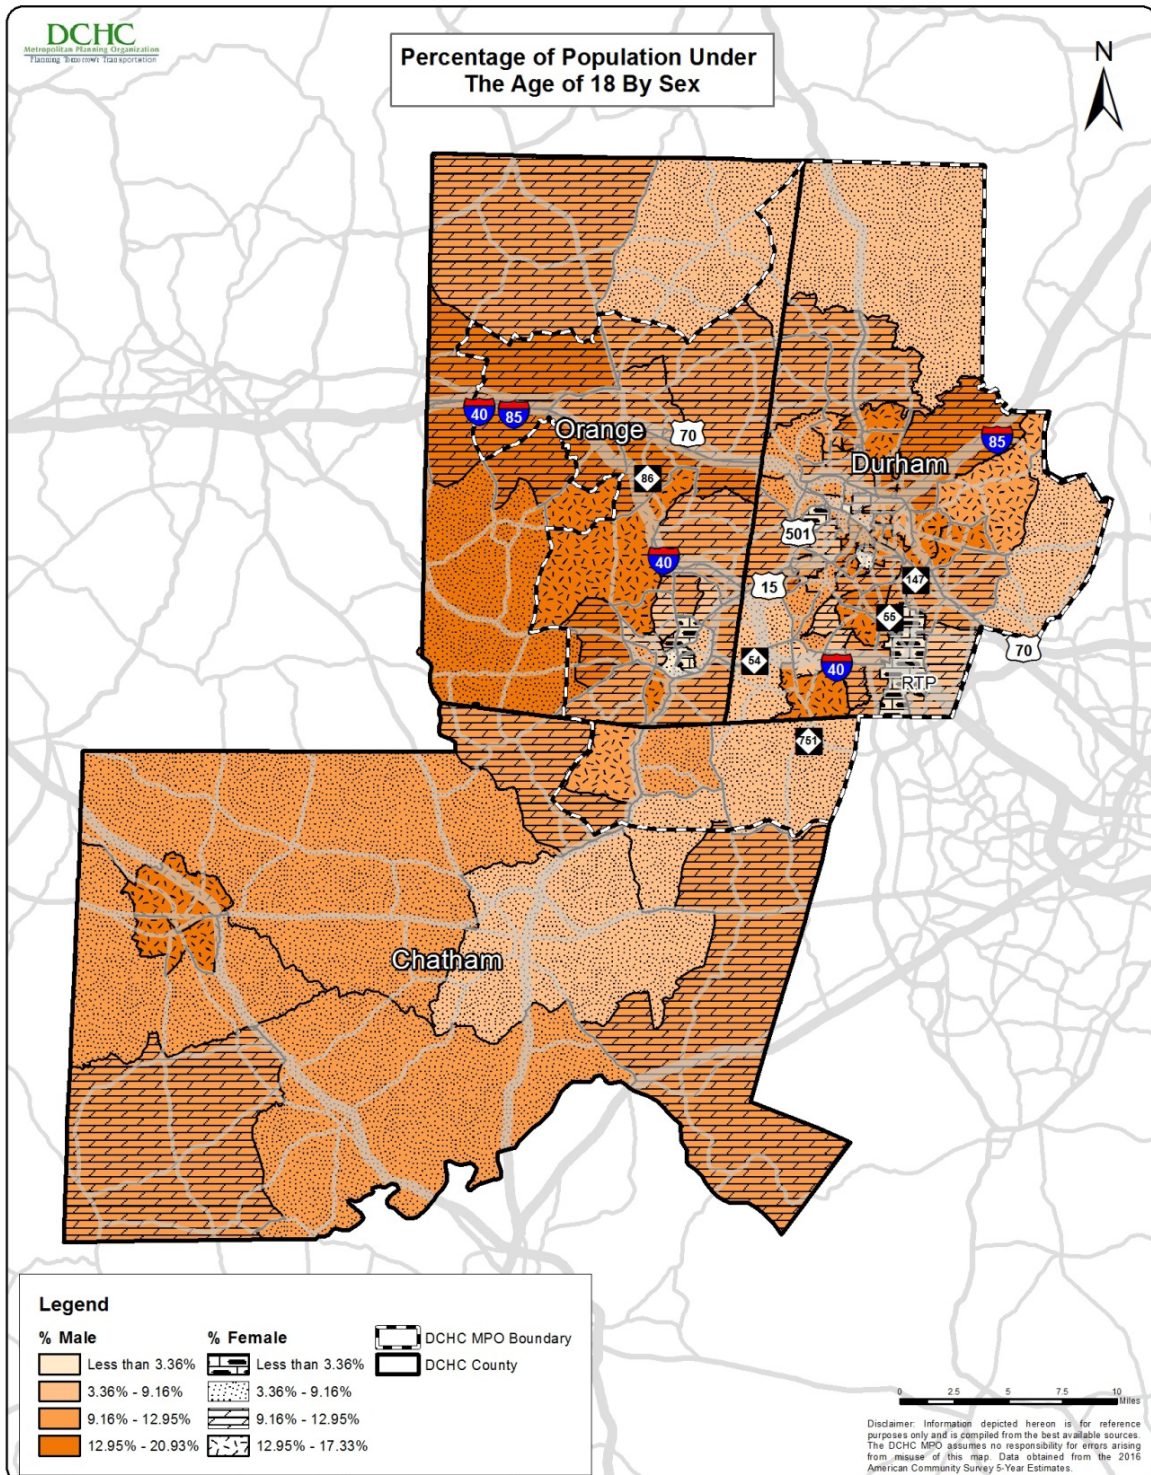 DCHC
Metropolitan Planning Organization
Planning Tomorrow's Transportation
Percentage of Population Under
The Age of 18 By Sex
N
40
85
Orange
70
85
Durham
86
501
40
15
147
55
54
40
70
RTP
751
Chatham
Legend
% Male
% Female
Less than 3.36%
Less than 3.36%
DCHC MPO Boundary
DCHC County
3.36% - 9.16%
3.36% - 9.16%
9.16% - 12.95%
9.16% - 12.95%
12.95% - 20.93%
12.95% - 17.33%
0 2.5 5 7.5 10
Miles
Disclaimer: Information depicted hereon is for reference
purposes only and is compiled from the best available sources.
The DCHC MPO assumes no responsibility for errors arising
from misuse of this map. Data obtained from the 2016
American Community Survey 5-Year Estimates.